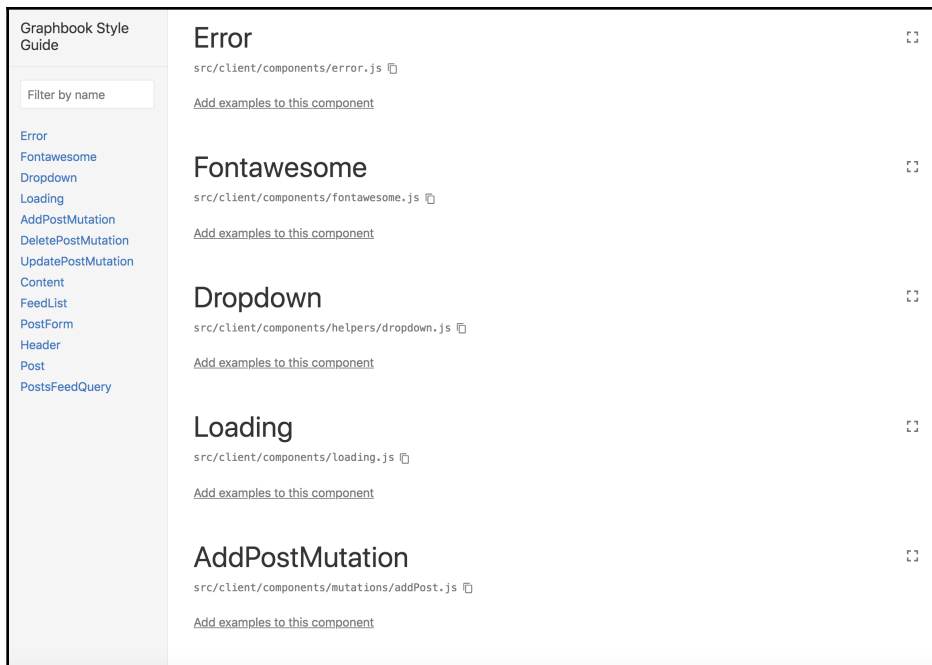 Graphbook Style
Guide
Filter by name
Error
Fontawesome
Dropdown
Loading
AddPostMutation
DeletePostMutation
UpdatePostMutation
Content
FeedList
PostForm
Header
Post
PostsFeedQuery
Error
src/client/components/error.js
Add examples to this component
Fontawesome
src/client/components/fontawesome.js
Add examples to this component
Dropdown
src/client/components/helpers/dropdown.js
Add examples to this component
Loading
src/client/components/loading.js
Add examples to this component
AddPostMutation
src/client/components/mutations/addPost.js
Add examples to this component